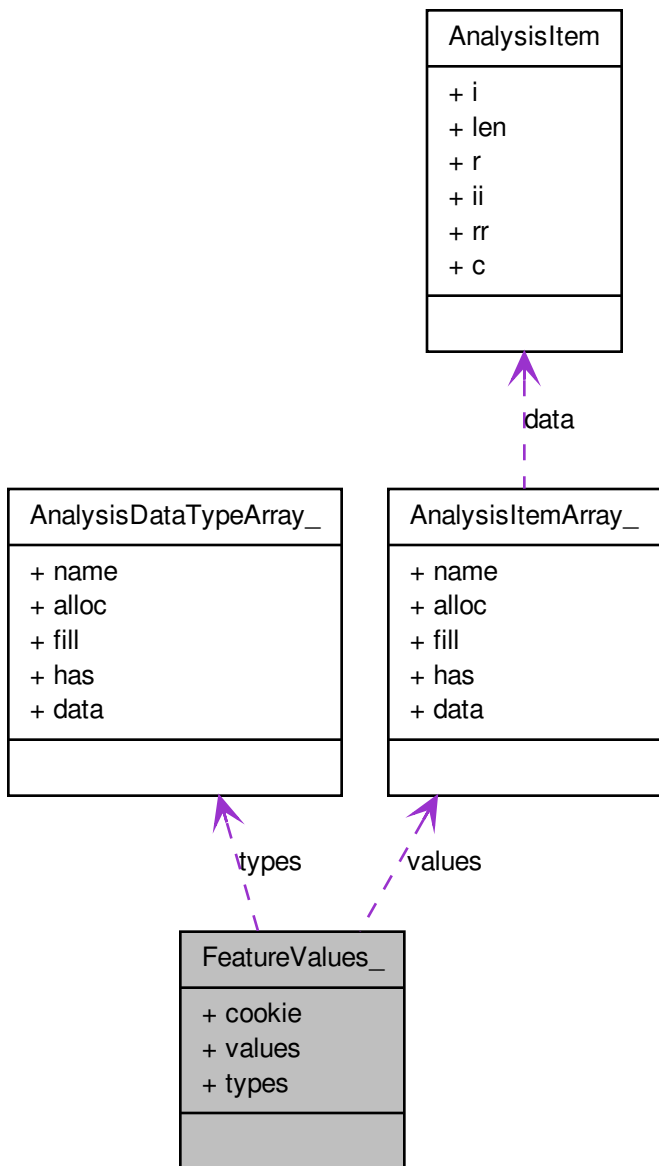 AnalysisItem
+ i
+ len
+ r
+ ii
+ rr
+ c
data
AnalysisDataTypeArray_
+ name
+ alloc
+ fill
+ has
+ data
AnalysisItemArray_
+ name
+ alloc
+ fill
+ has
+ data
types
values
FeatureValues_
+ cookie
+ values
+ types